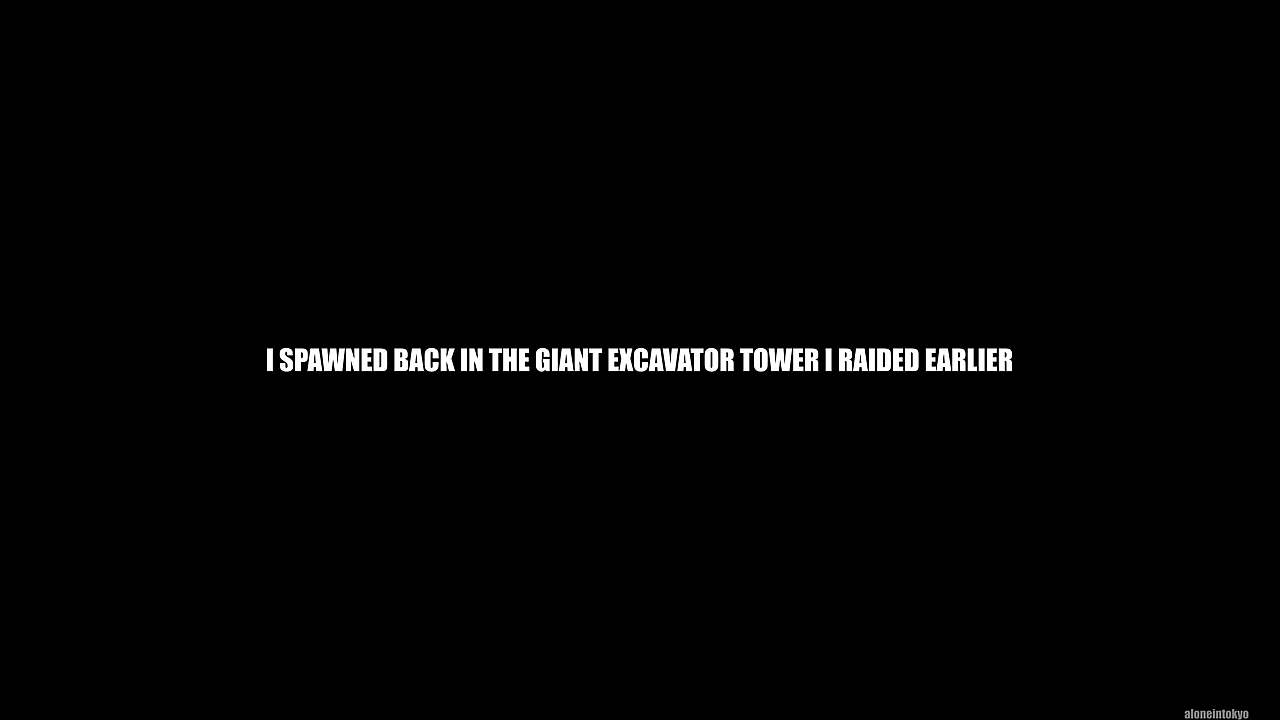 I SPAWNED BACK IN THE GIANT EXCAVATOR TOWER I RAIDED EARLIER
aloneintokyo